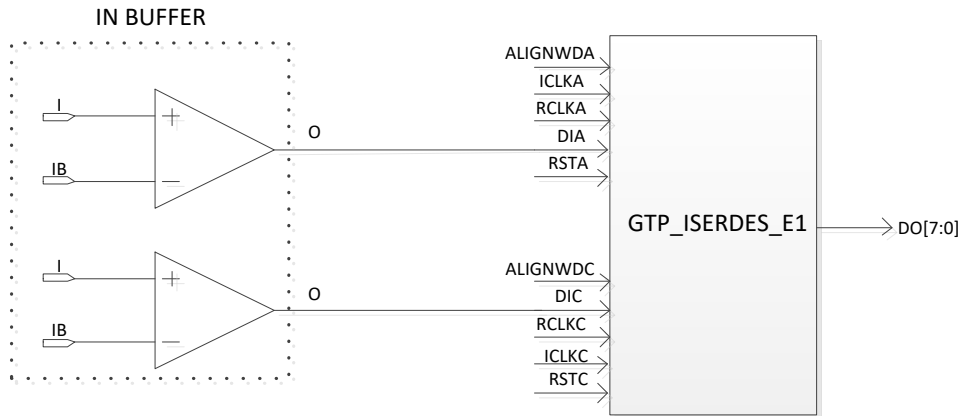 IN BUFFER
I
+
IB
−
O
I
+
IB
−
O
ALIGNWDA
ICLKA
RCLKA
DIA
RSTA
ALIGNWDC
DIC
RCLKC
ICLKC
RSTC
GTP_ISERDES_E1
DO[7:0]